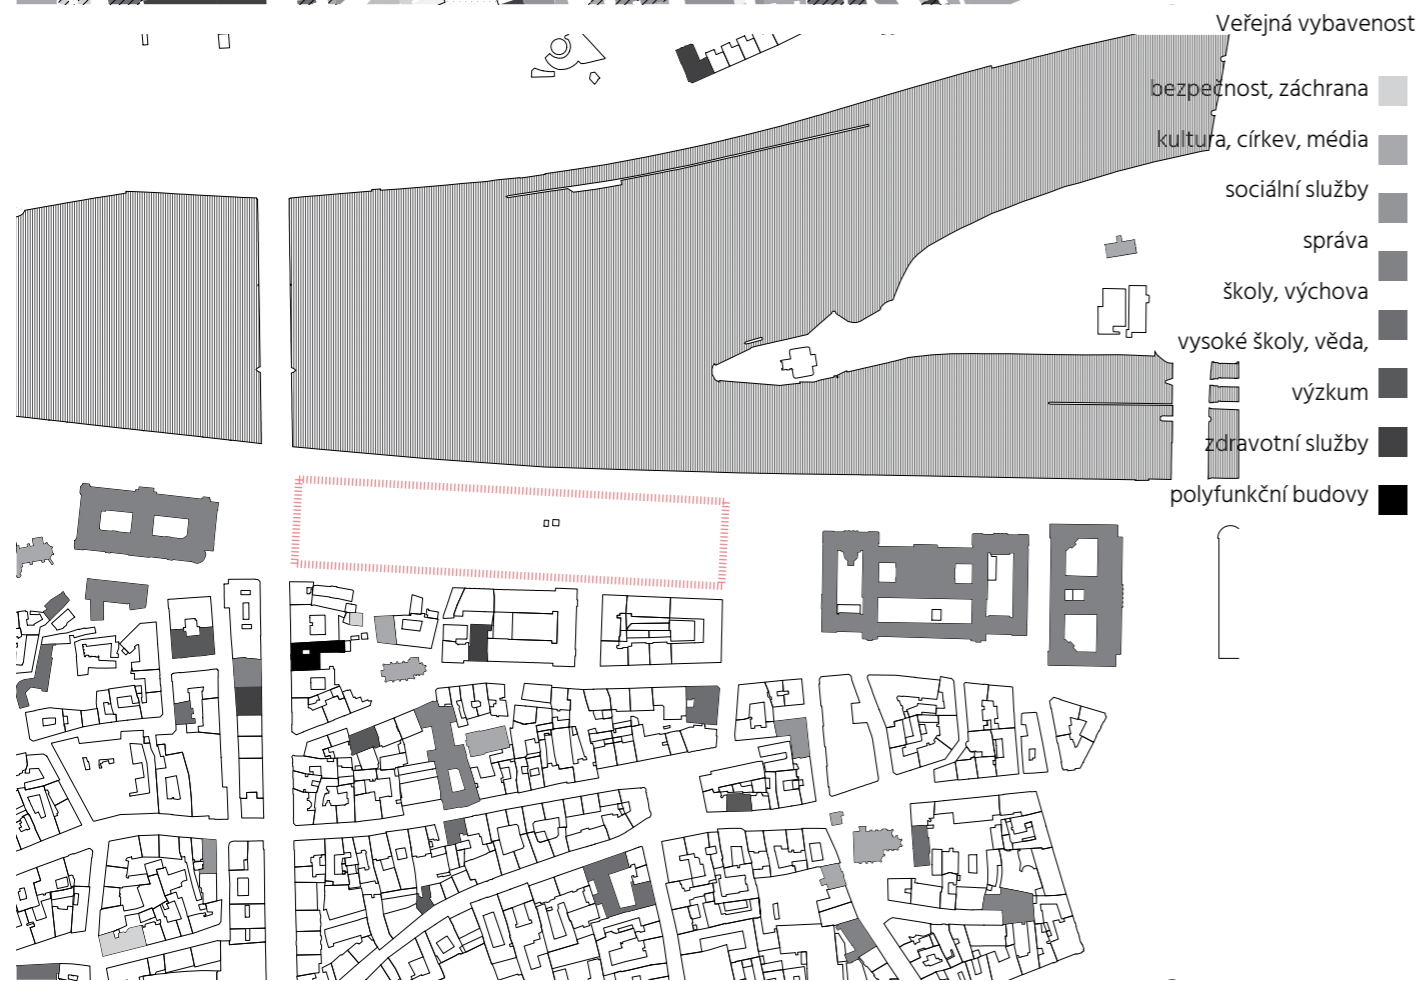 Veřejná vybavenost
bezpečnost, záchrana
kultura, církev, média
sociální služby
správa
školy, výchova
vysoké školy, věda,
výzkum
zdravotní služby
polyfunkční budovy